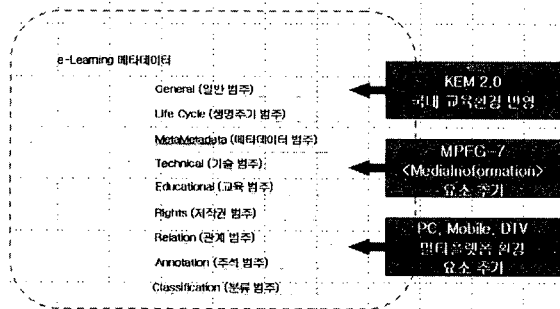 e-Learning 메타데이터
General (일반 범주)
Life Cycle (생명주기 범주)
MetaMetadata (메타데이터 범주)
Technical (기술 범주)
Educational (교육 범주)
Rights (저작권 범주)
Relation (관계 범주)
Annotation (주석 범주)
Classification (분류 범주)
KEM 2.0
국내 교육환경 반영
MPEG-7
<MediaInoformation>
요소 추가
PC, Mobile, DTV
멀티플랫폼 환경
요소 추가